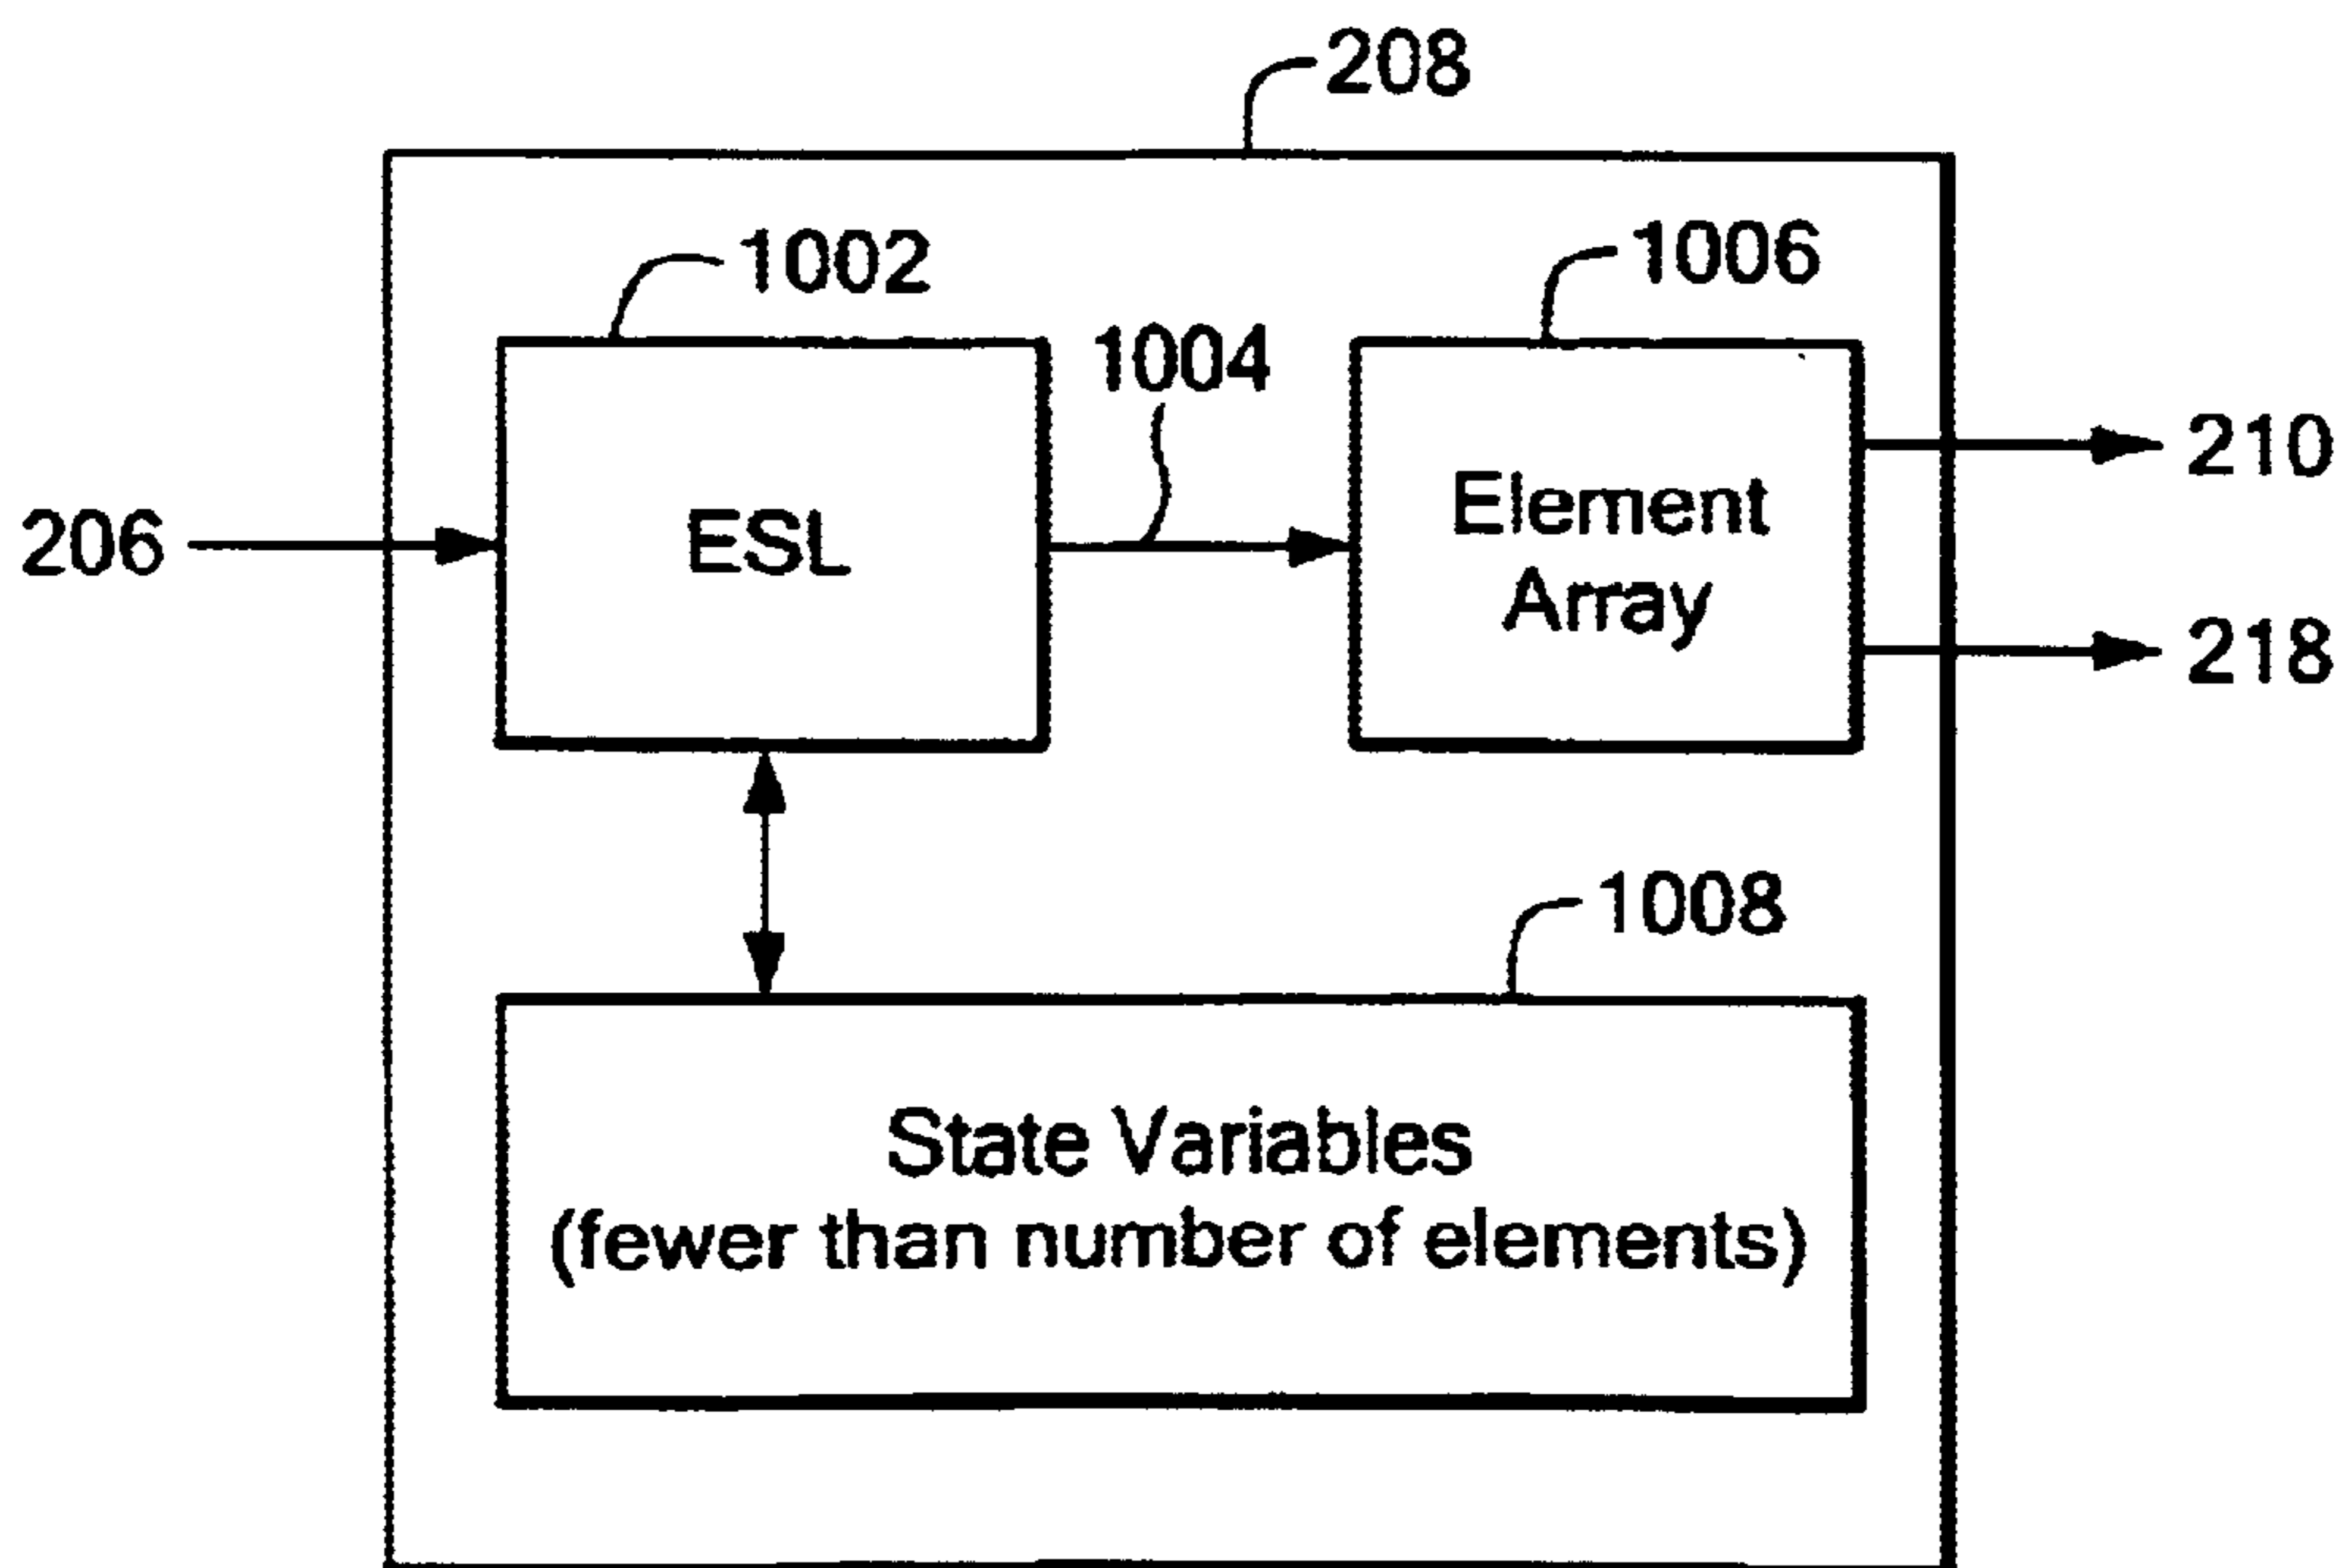 208
1002
1006
1004
210
206
ESL
Element
Array
218
1008
State Variables
(fewer than number of elements)